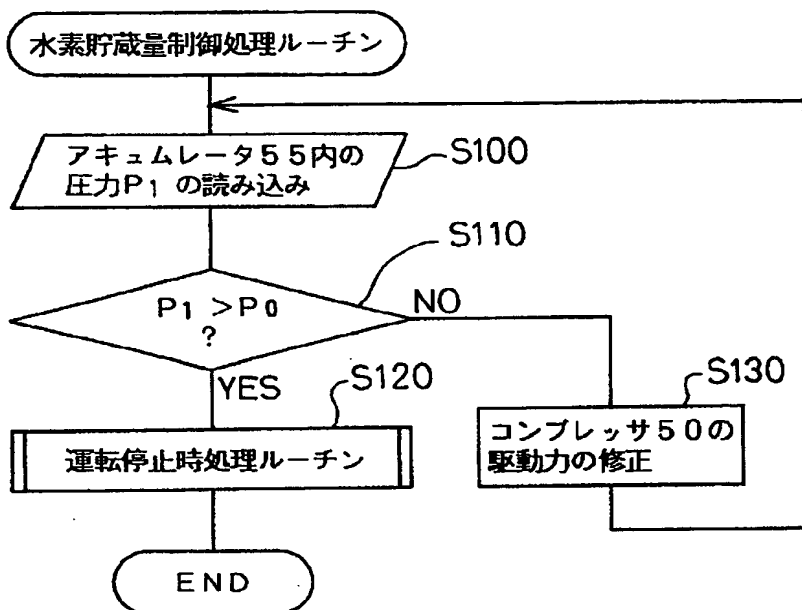 水素貯蔵量制御処理ルーチン
アキュムレータ55内の
圧力P1 の読み込み
S100
S110
P1 >P0
?
NO
YES
S120
S130
運転停止時処理ルーチン
コンプレッサ50の
駆動力の修正
END